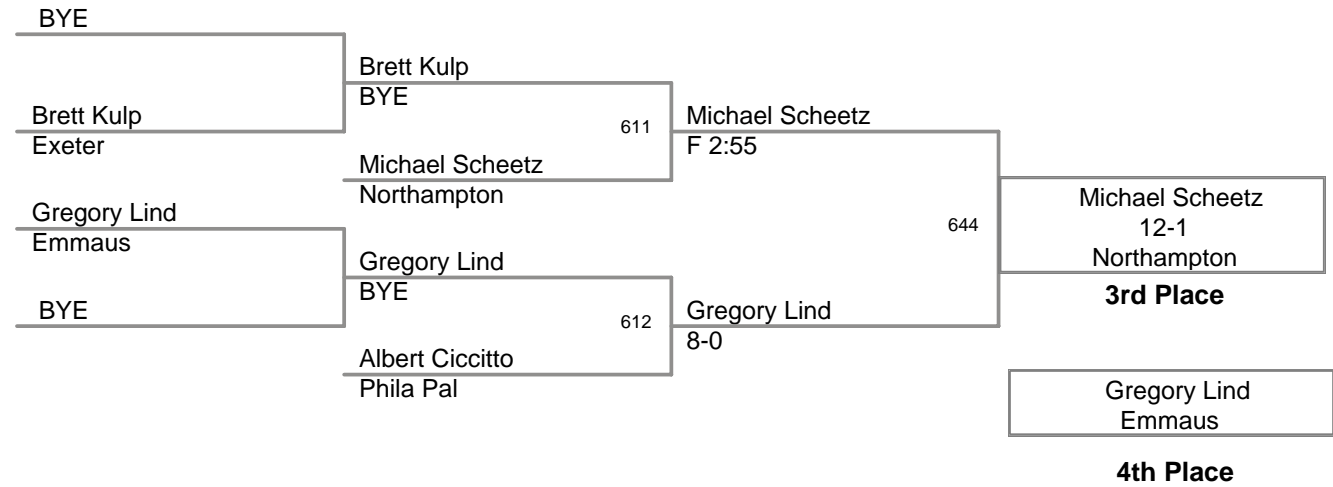 BYE
Brett Kulp
BYE
Brett Kulp
Exeter
611
Michael Scheetz
F 2:55
Michael Scheetz
Northampton
Gregory Lind
Emmaus
644
Michael Scheetz
12-1
Northampton
3rd Place
Gregory Lind
BYE
BYE
612
Gregory Lind
8-0
Albert Ciccitto
Phila Pal
Gregory Lind
Emmaus
4th Place